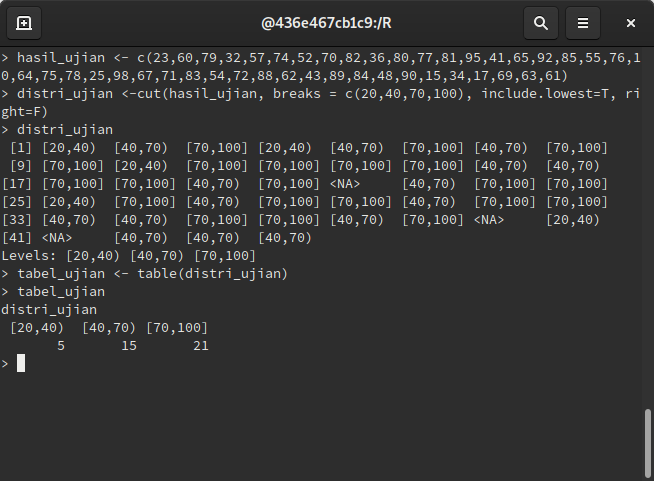 @436e467cb1c9:/R
> hasil_ujian <- c(23,60,79,32,57,74,52,70,82,36,80,77,81,95,41,65,92,85,55,76,1
0,64,75,78,25,98,67,71,83,54,72,88,62,43,89,84,48,90,15,34,17,69,63,61)
> distri_ujian <-cut(hasil_ujian, breaks = c(20,40,70,100), include.lowest=T, ri
ght=F)
> distri_ujian
 [1] [20,40)  [40,70)  [70,100] [20,40)  [40,70)  [70,100] [40,70)  [70,100]
 [9] [70,100] [20,40)  [70,100] [70,100] [70,100] [70,100] [40,70)  [40,70)
[17] [70,100] [70,100] [40,70)  [70,100] <NA>     [40,70)  [70,100] [70,100]
[25] [20,40)  [70,100] [40,70)  [70,100] [70,100] [40,70)  [70,100] [70,100]
[33] [40,70)  [40,70)  [70,100] [70,100] [40,70)  [70,100] <NA>     [20,40)
[41] <NA>     [40,70)  [40,70)  [40,70)
Levels: [20,40) [40,70) [70,100]
> tabel_ujian <- table(distri_ujian)
> tabel_ujian
distri_ujian
 [20,40)  [40,70) [70,100]
       5       15       21
>